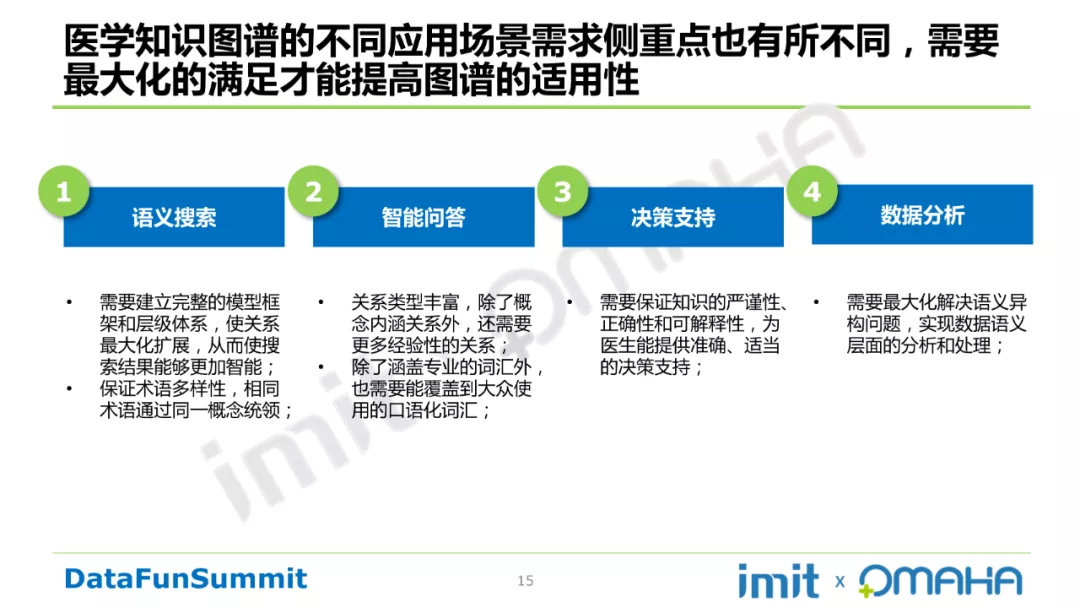 医学知识图谱的不同应用场景需求侧重点也有所不同，需要
最大化的满足才能提高图谱的适用性
1
语义搜索
• 需要建立完整的模型框
架和层级体系，使关系
最大化扩展，从而使搜
索结果能够更加智能；
• 保证术语多样性，相同
术语通过同一概念统领；
2
智能问答
• 关系类型丰富，除了概
念内涵关系外，还需要
更多经验性的关系；
• 除了涵盖专业的词汇外，
也需要能覆盖到大众使
用的口语化词汇；
3
决策支持
• 需要保证知识的严谨性、
正确性和可解释性，为
医生能提供准确、适当
的决策支持；
4
数据分析
• 需要最大化解决语义异
构问题，实现数据语义
层面的分析和处理；
imit OMAHA
DataFunSummit
15
imit x OMAHA